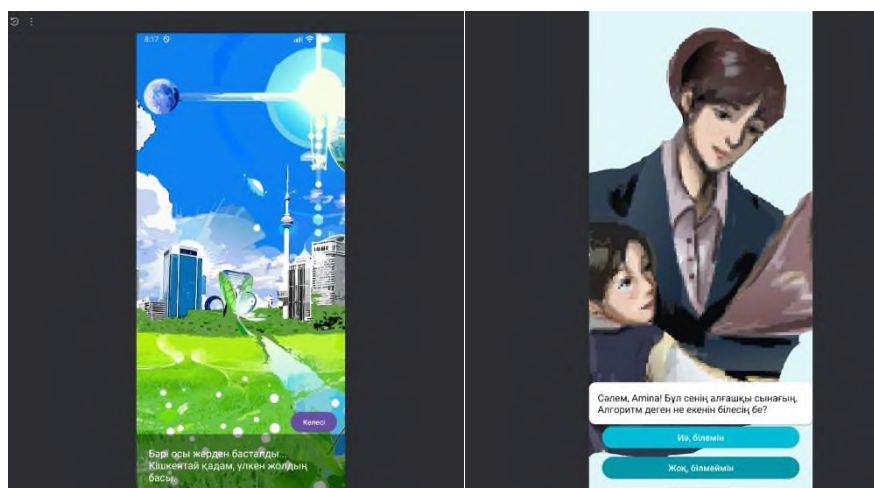 8:17
Келесі
Бәрі осы жерден басталды...
Кішкентай қадам, үлкен жолдың
басы.
Сәлем, Amina! Бұл сенің алғашқы сынағың.
Алгоритм деген не екенін білесің бе?
Иә, білемін
Жоқ, білмеймін